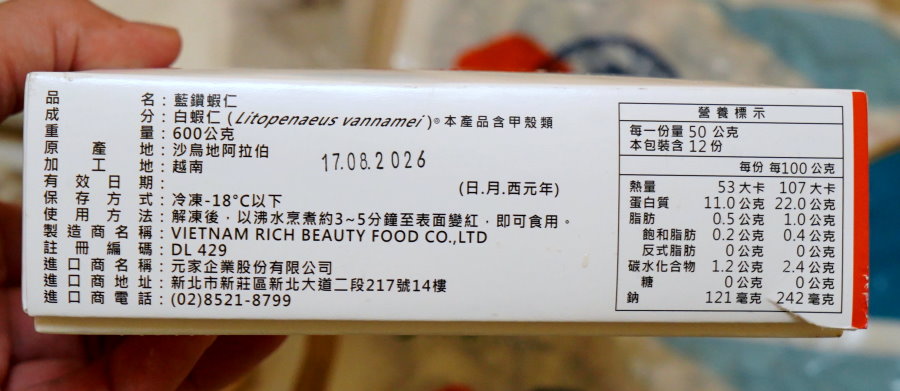 品名：藍鑽蝦仁
成分：白蝦仁(Litopenaeus vannamei)。本產品含甲殼類
重量：600公克
原產地：沙烏地阿拉伯
加工地：越南
有效日期：17.08.2026 (日.月.西元年)
保存方式：冷凍-18°C以下
使用方法：解凍後，以沸水烹煮約3~5分鐘至表面變紅，即可食用。
製造商名稱：VIETNAM RICH BEAUTY FOOD CO.,LTD
註冊編碼：DL 429
進口商名稱：元家企業股份有限公司
進口商地址：新北市新莊區新北大道二段217號14樓
進口商電話：(02)8521-8799
營養標示
每一份量 50 公克
本包裝含 12份
每份 每100公克
熱量 53大卡 107大卡
蛋白質 11.0公克 22.0公克
脂肪 0.5公克 1.0公克
飽和脂肪 0.2公克 0.4公克
反式脂肪 0公克 0公克
碳水化合物 1.2公克 2.4公克
糖 0公克 0公克
鈉 121毫克 242毫克